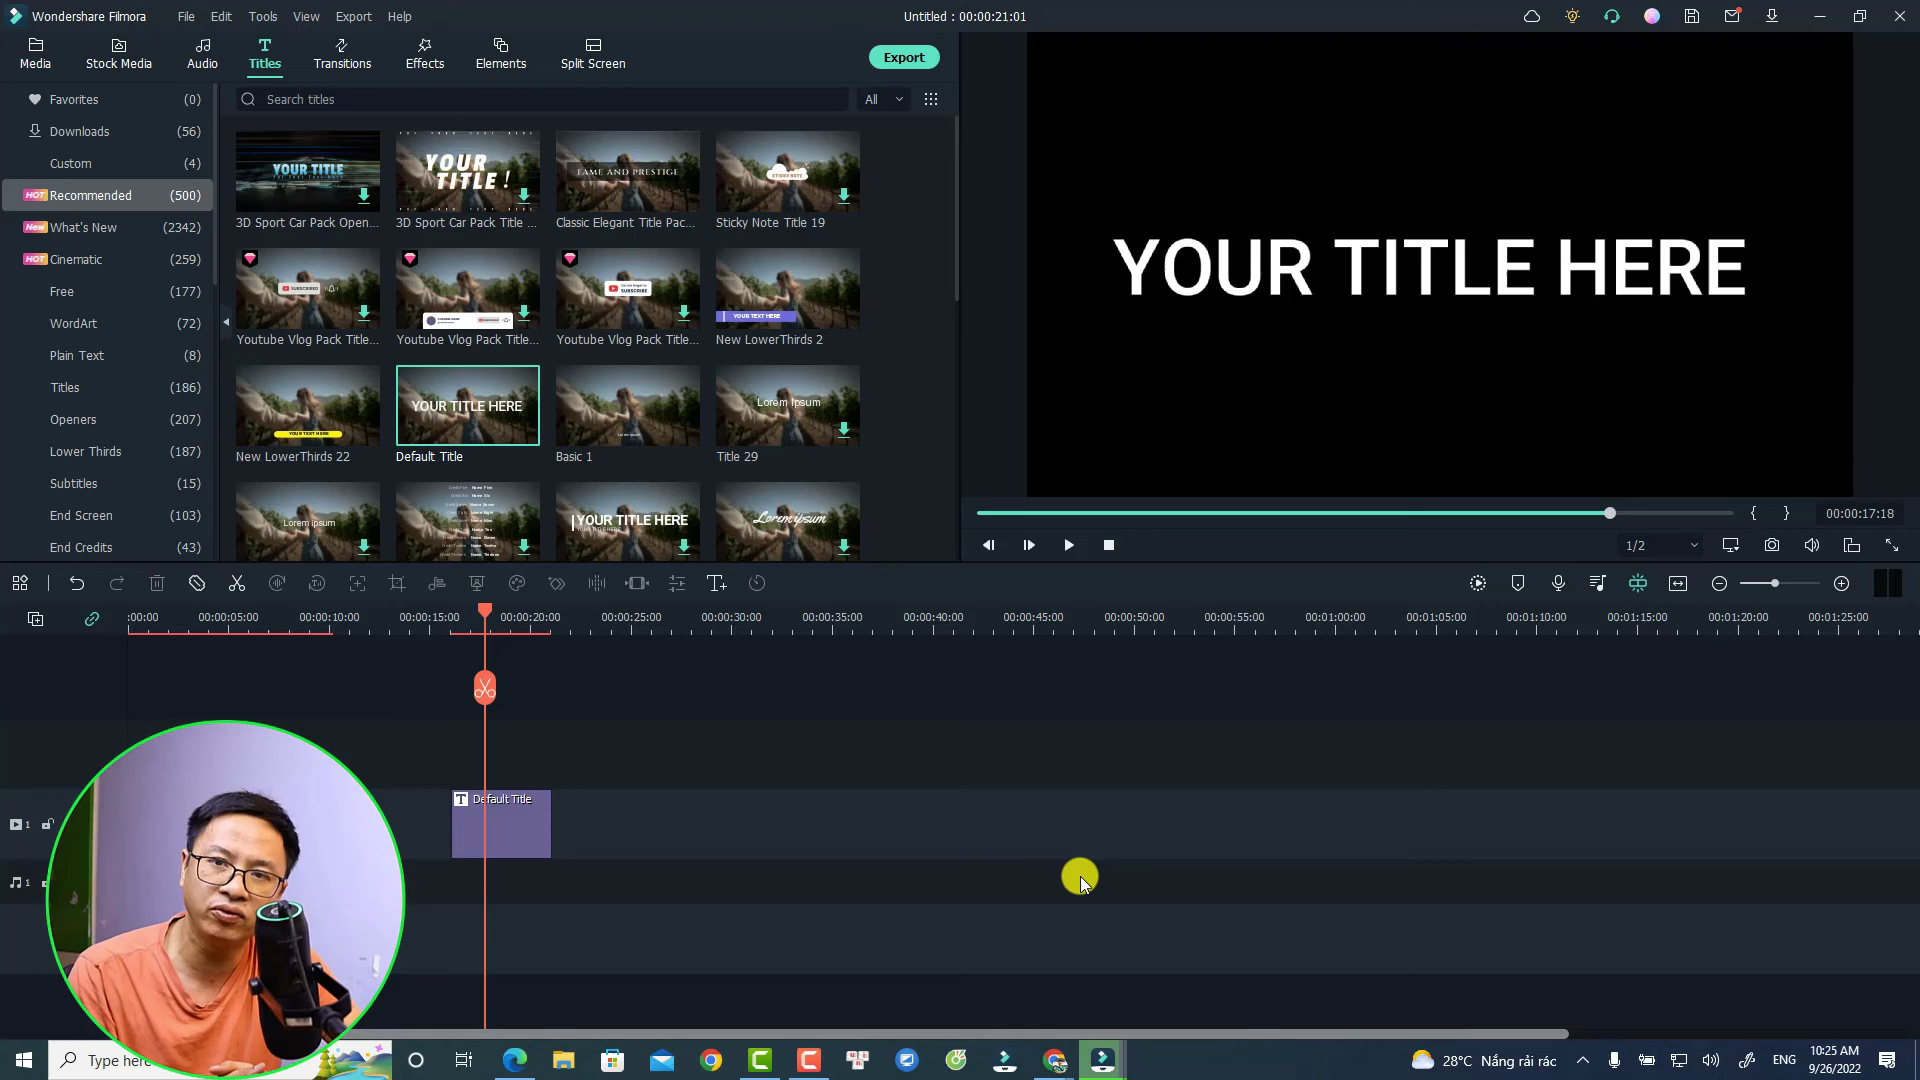 Wondershare Filmora File Edit Tools View Export Help
Untitled : 00:00:21:01
Media Stock Media Audio Titles Transitions Effects Elements Split Screen
Export
Favorites (0)
Downloads (56)
Custom (4)
HOT Recommended (500)
New What's New (2342)
HOT Cinematic (259)
Free (177)
WordArt (72)
Plain Text (8)
Titles (186)
Openers (207)
Lower Thirds (187)
Subtitles (15)
End Screen (103)
End Credits (43)
Search titles
All
YOUR TITLE
YOUR TITLE !
FAME AND PRESTIGE
STICKY NOTE
3D Sport Car Pack Open...
3D Sport Car Pack Title ...
Classic Elegant Title Pac...
Sticky Note Title 19
SUBSCRIBED
SUBSCRIBE
YOUR TEXT HERE
Youtube Vlog Pack Title...
Youtube Vlog Pack Title...
Youtube Vlog Pack Title...
New LowerThirds 2
YOUR TEXT HERE
YOUR TITLE HERE
Lorem Ipsum
New LowerThirds 22
Default Title
Basic 1
Title 29
Lorem ipsum
YOUR TITLE HERE
Lorem ipsum
YOUR TITLE HERE
{ } 00:00:17:18
1/2
:00:00 00:00:05:00 00:00:10:00 00:00:15:00 00:00:20:00 00:00:25:00 00:00:30:00 00:00:35:00 00:00:40:00 00:00:45:00 00:00:50:00 00:00:55:00 00:01:00:00 00:01:05:00 00:01:10:00 00:01:15:00 00:01:20:00 00:01:25:00
T Default Title
1
1
Type here
28°C Nắng rải rác
ENG
10:25 AM
9/26/2022